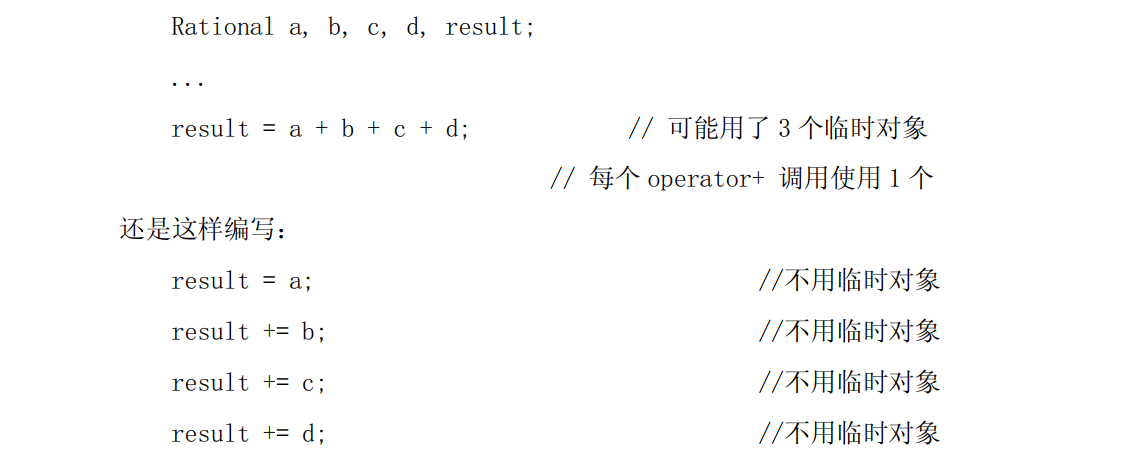 Rational a, b, c, d, result;
...
result = a + b + c + d; // 可能用了 3 个临时对象
// 每个 operator+ 调用使用 1 个
还是这样编写：
result = a; //不用临时对象
result += b; //不用临时对象
result += c; //不用临时对象
result += d; //不用临时对象